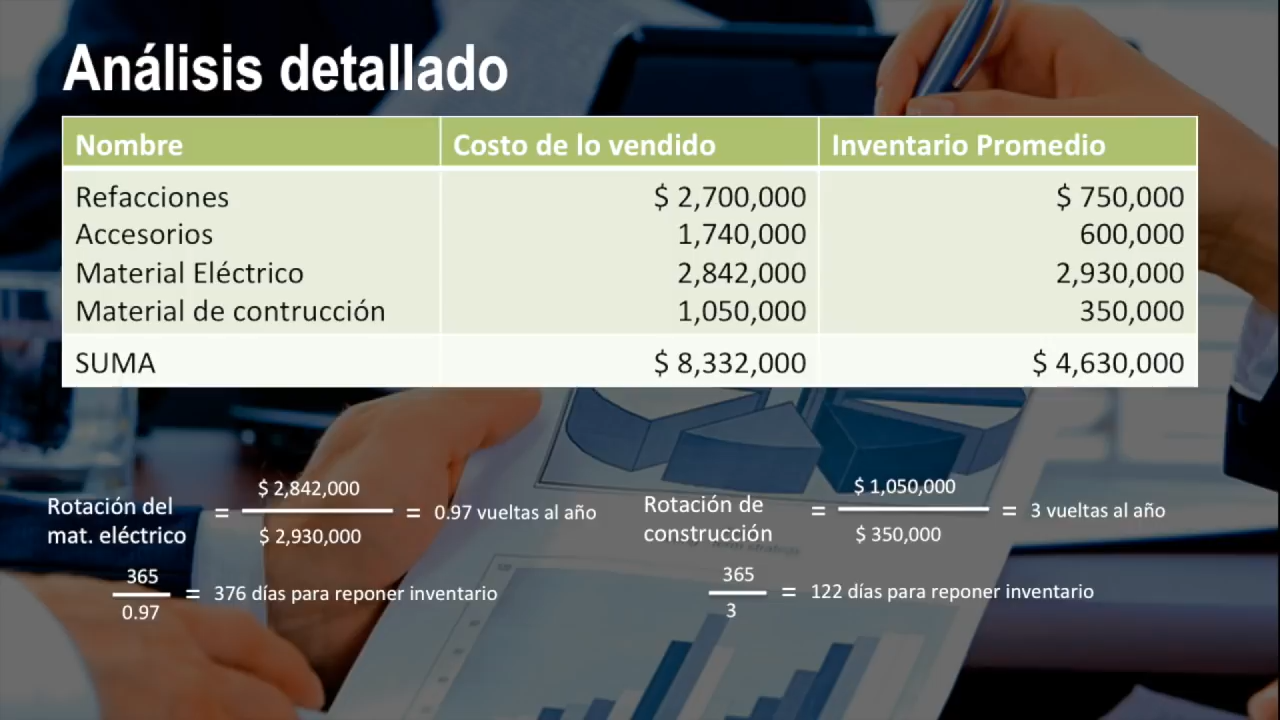 Análisis detallado
Nombre Costo de lo vendido Inventario Promedio
Refacciones $ 2,700,000 $ 750,000
Accesorios 1,740,000 600,000
Material Eléctrico 2,842,000 2,930,000
Material de contrucción 1,050,000 350,000
SUMA $ 8,332,000 $ 4,630,000
Rotación del
mat. eléctrico
=
$ 2,842,000
$ 2,930,000
= 0.97 vueltas al año
365
0.97
= 376 días para reponer inventario
Rotación de
construcción
=
$ 1,050,000
$ 350,000
= 3 vueltas al año
365
3
= 122 días para reponer inventario